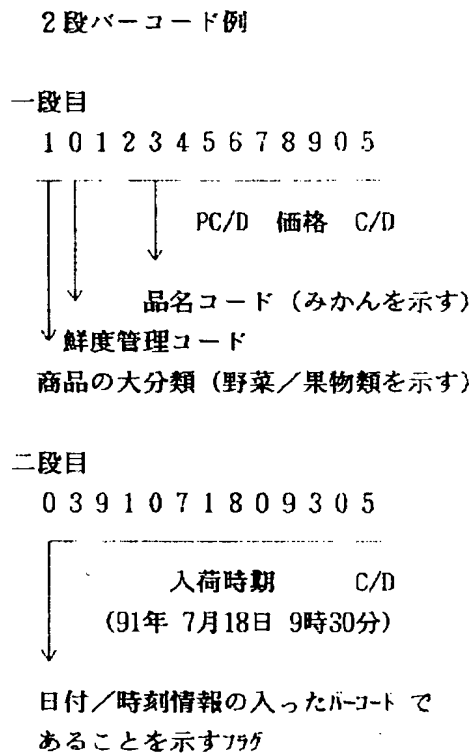 2段バーコード例
一段目
1 0 1 2 3 4 5 6 7 8 9 0 5
PC/D 価格 C/D
品名コード (みかんを示す)
鮮度管理コード
商品の大分類 (野菜/果物類を示す)
二段目
0 3 9 1 0 7 1 8 0 9 3 0 5
入荷時期 C/D
(91年 7月18日 9時30分)
日付/時刻情報の入ったバーコード で
あることを示すフラグ